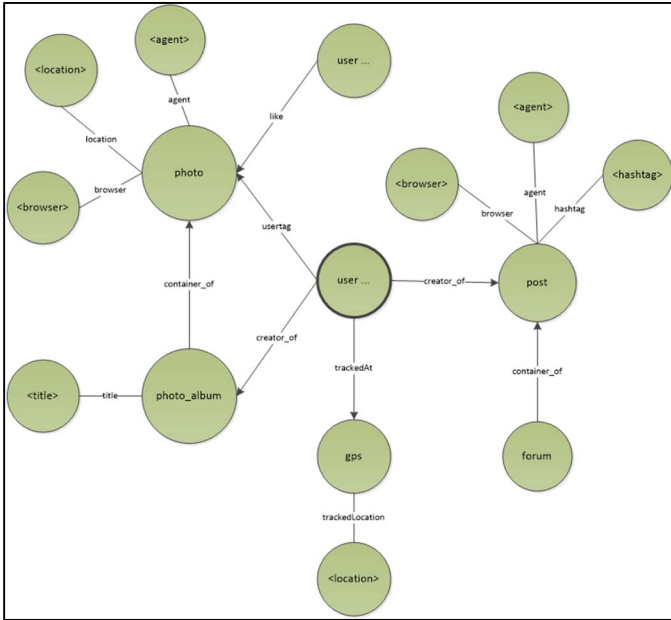 <agent>
<location>
user ...
agent
location
like
<agent>
photo
browser
<browser>
<browser>
agent
<hashtag>
browser
hashtag
usertag
container_of
user ...
creator_of
post
creator_of
trackedAt
container_of
<title>
title
photo_album
gps
forum
trackedLocation
<location>